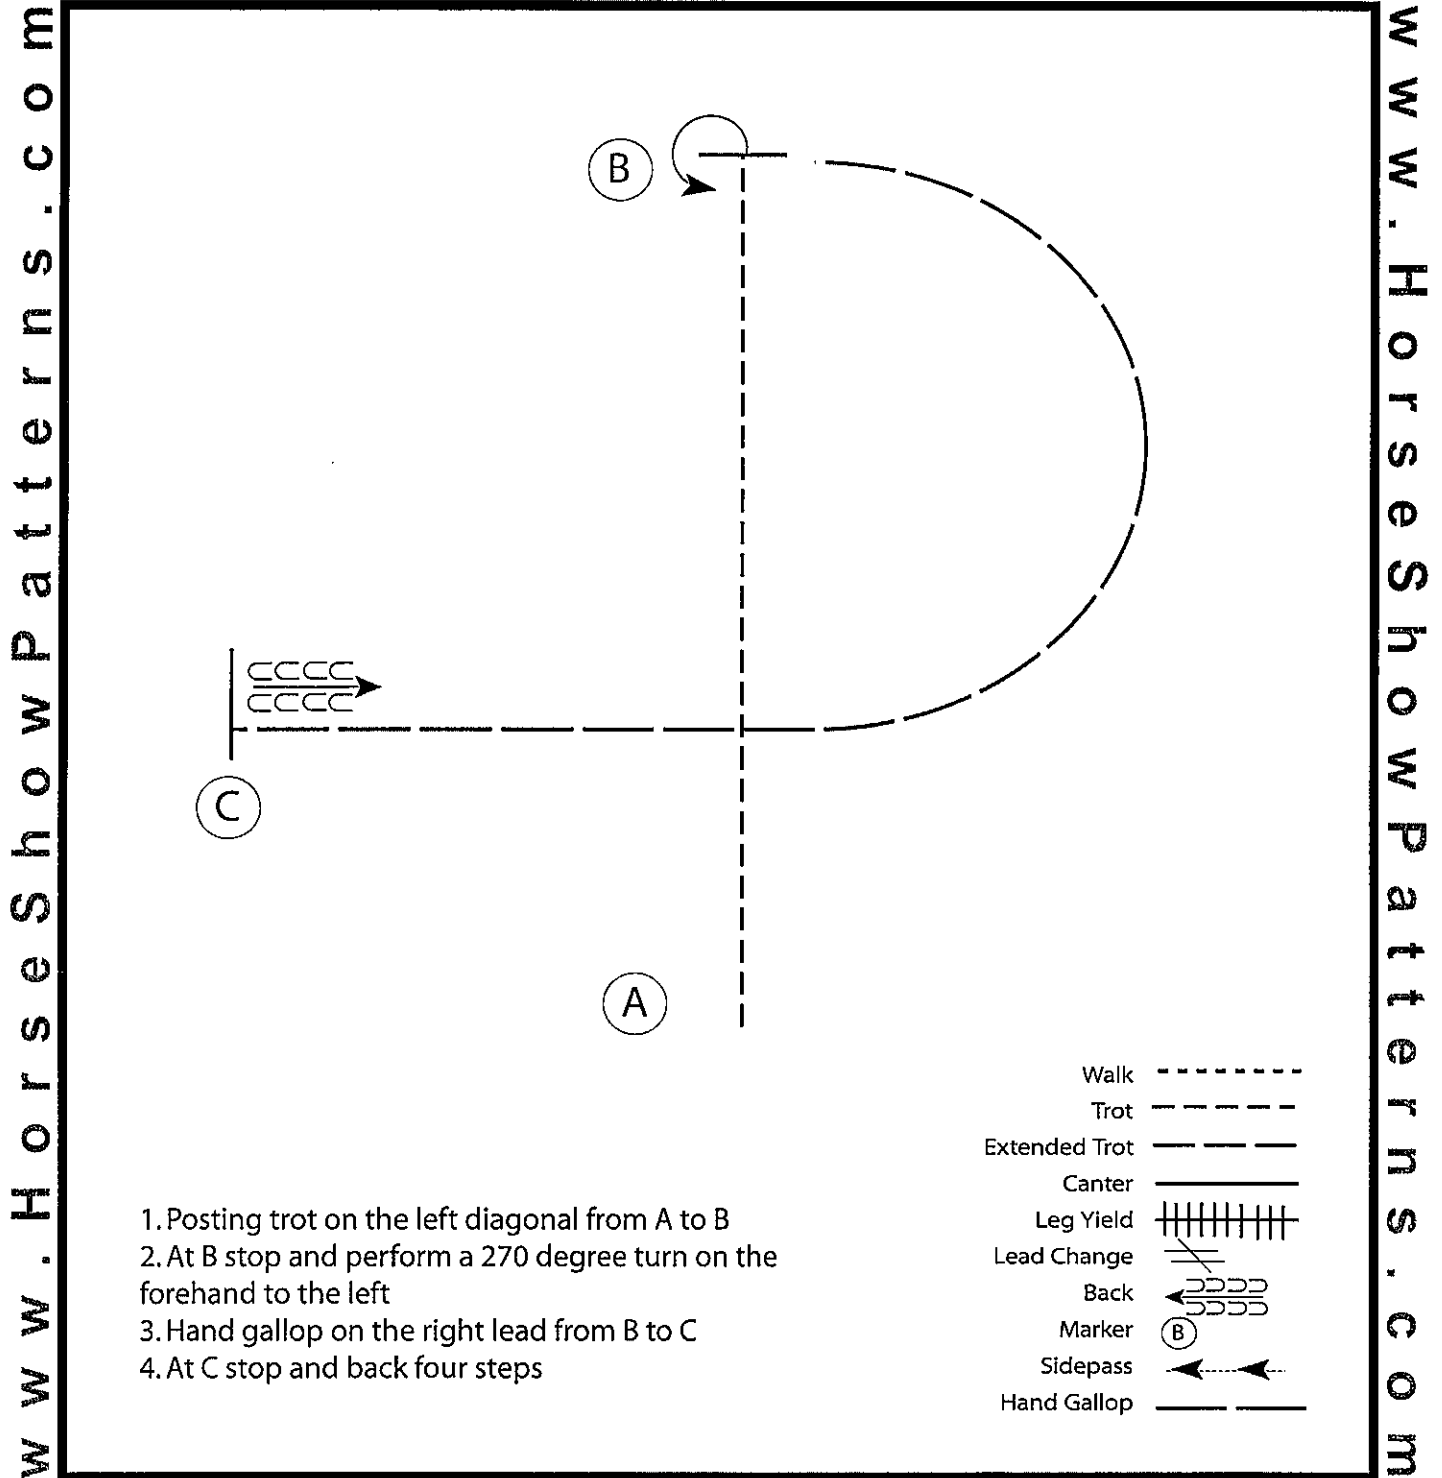 www.HorseShowPatterns.com
www.HorseShowPatterns.com
B
C
A
Walk
Trot
Extended Trot
Canter
Leg Yield
Lead Change
Back
Marker B
Sidepass
Hand Gallop
1. Posting trot on the left diagonal from A to B
2. At B stop and perform a 270 degree turn on the
forehand to the left
3. Hand gallop on the right lead from B to C
4. At C stop and back four steps